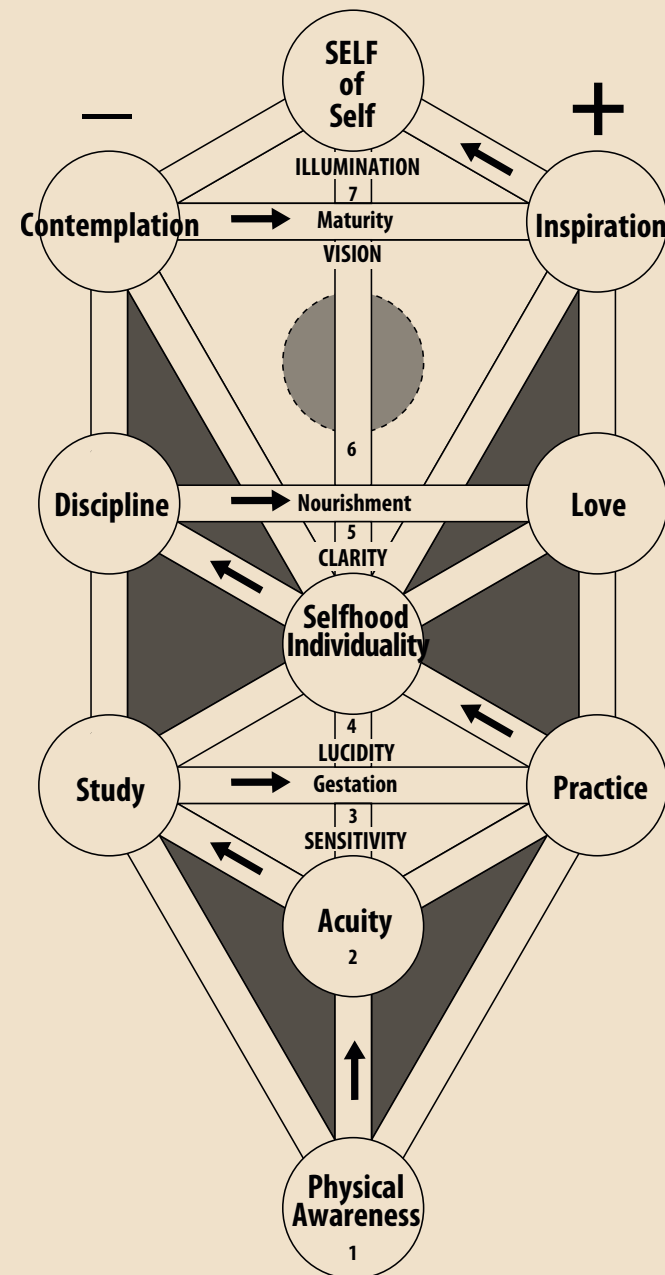 SELF
of
Self
−
+
ILLUMINATION
7
Contemplation
Maturity
Inspiration
VISION
6
Discipline
Nourishment
Love
5
CLARITY
Selfhood
Individuality
4
LUCIDITY
Study
Gestation
Practice
3
SENSITIVITY
Acuity
2
Physical
Awareness
1